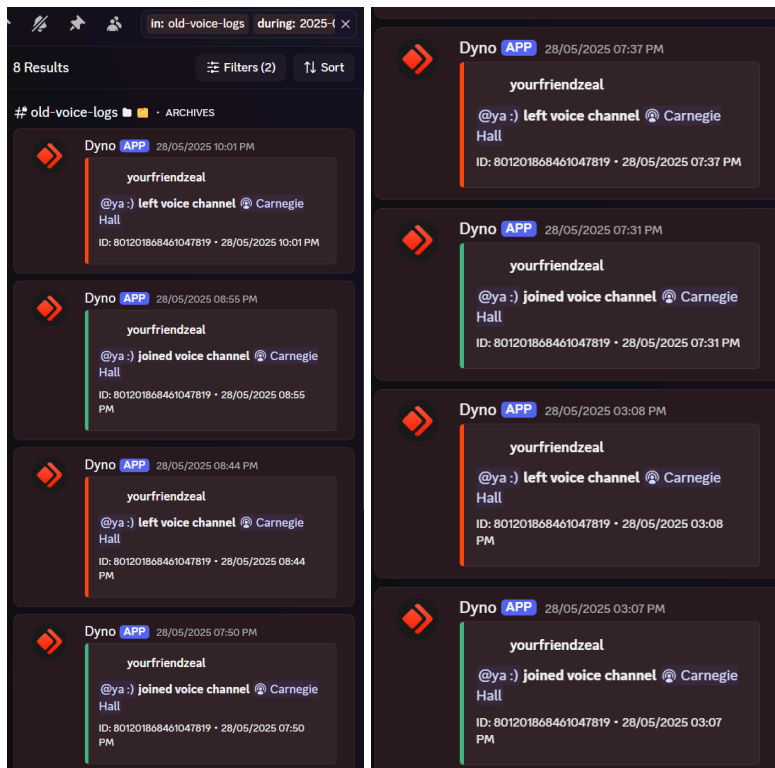 in: old-voice-logs during: 2025-0
8 Results
Filters (2)
Sort
old-voice-logs · ARCHIVES
Dyno APP 28/05/2025 10:01 PM
yourfriendzeal
@ya :) left voice channel Carnegie
Hall
ID: 801201868461047819 • 28/05/2025 10:01 PM
Dyno APP 28/05/2025 08:55 PM
yourfriendzeal
@ya :) joined voice channel Carnegie
Hall
ID: 801201868461047819 • 28/05/2025 08:55
PM
Dyno APP 28/05/2025 08:44 PM
yourfriendzeal
@ya :) left voice channel Carnegie
Hall
ID: 801201868461047819 • 28/05/2025 08:44
PM
Dyno APP 28/05/2025 07:50 PM
yourfriendzeal
@ya :) joined voice channel Carnegie
Hall
ID: 801201868461047819 • 28/05/2025 07:50
PM
Dyno APP 28/05/2025 07:37 PM
yourfriendzeal
@ya :) left voice channel Carnegie
Hall
ID: 801201868461047819 • 28/05/2025 07:37 PM
Dyno APP 28/05/2025 07:31 PM
yourfriendzeal
@ya :) joined voice channel Carnegie
Hall
ID: 801201868461047819 • 28/05/2025 07:31 PM
Dyno APP 28/05/2025 03:08 PM
yourfriendzeal
@ya :) left voice channel Carnegie
Hall
ID: 801201868461047819 • 28/05/2025 03:08
PM
Dyno APP 28/05/2025 03:07 PM
yourfriendzeal
@ya :) joined voice channel Carnegie
Hall
ID: 801201868461047819 • 28/05/2025 03:07
PM